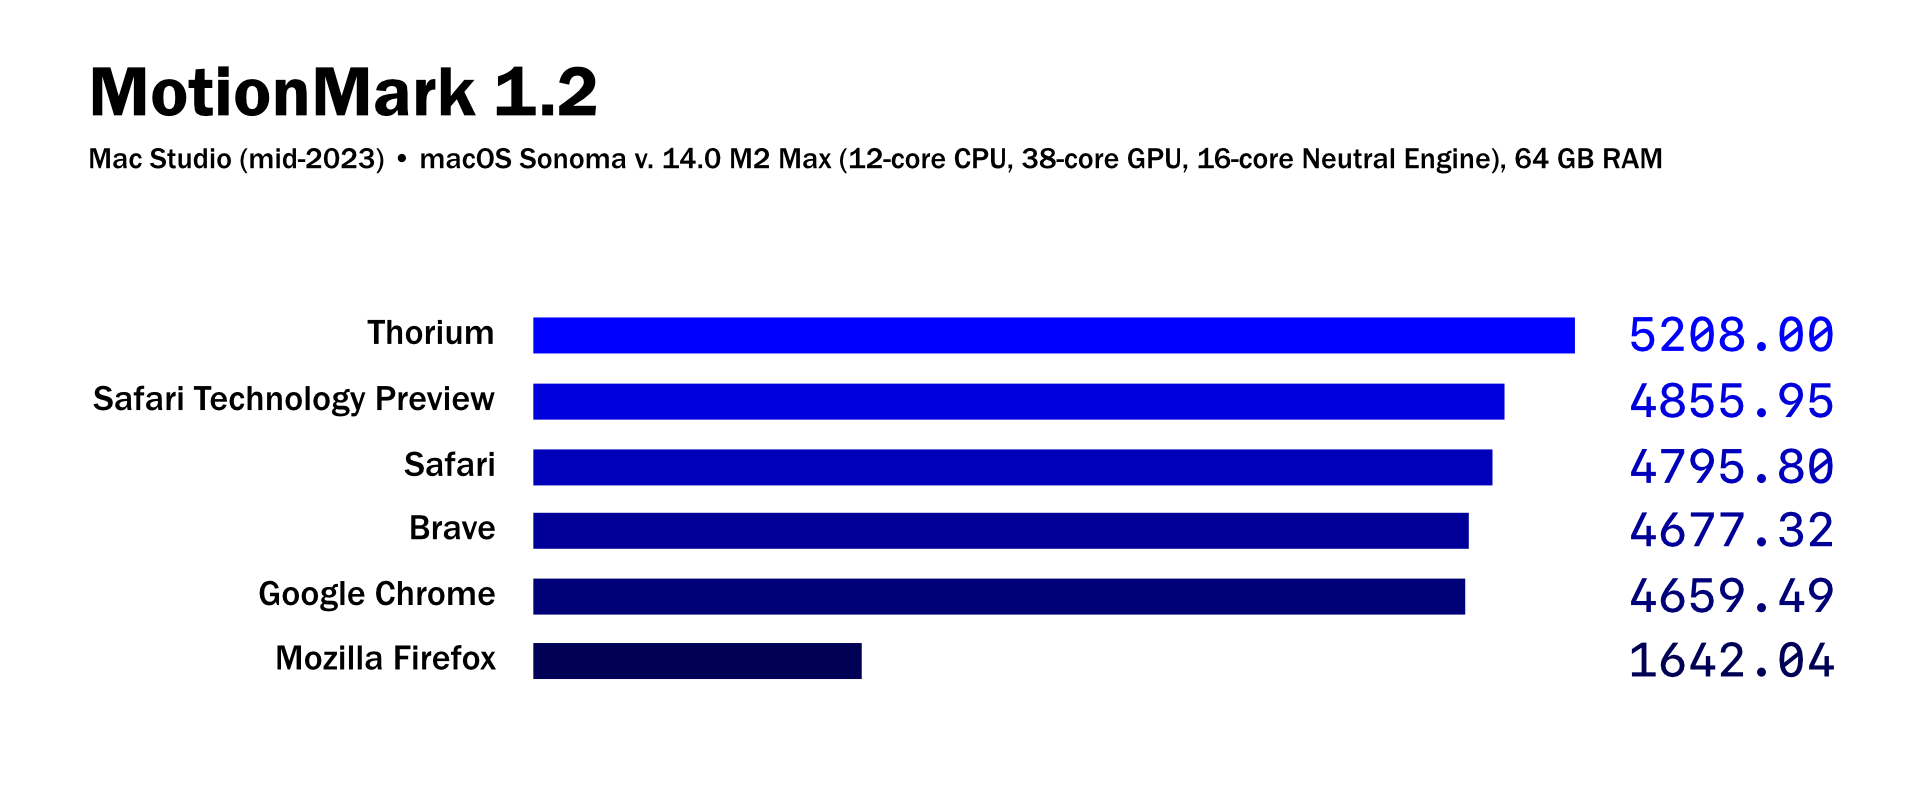 MotionMark 1.2
Mac Studio (mid-2023) • macOS Sonoma v. 14.0 M2 Max (12-core CPU, 38-core GPU, 16-core Neutral Engine), 64 GB RAM
Thorium 5208.00
Safari Technology Preview 4855.95
Safari 4795.80
Brave 4677.32
Google Chrome 4659.49
Mozilla Firefox 1642.04